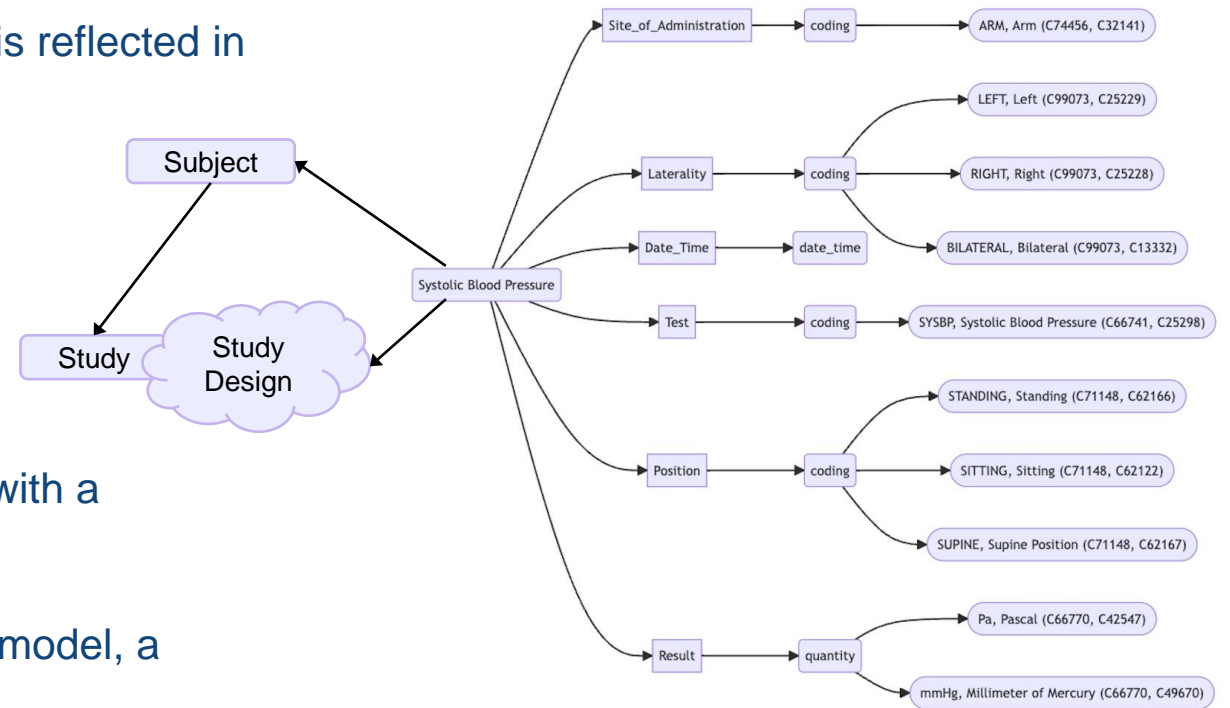 is reflected in
Subject
Study
Study
Design
with a
model, a
Systolic Blood Pressure
Site_of_Administration
coding
ARM, Arm (C74456, C32141)
Laterality
coding
LEFT, Left (C99073, C25229)
RIGHT, Right (C99073, C25228)
BILATERAL, Bilateral (C99073, C13332)
Date_Time
date_time
Test
coding
SYSBP, Systolic Blood Pressure (C66741, C25298)
Position
coding
STANDING, Standing (C71148, C62166)
SITTING, Sitting (C71148, C62122)
SUPINE, Supine Position (C71148, C62167)
Result
quantity
Pa, Pascal (C66770, C42547)
mmHg, Millimeter of Mercury (C66770, C49670)